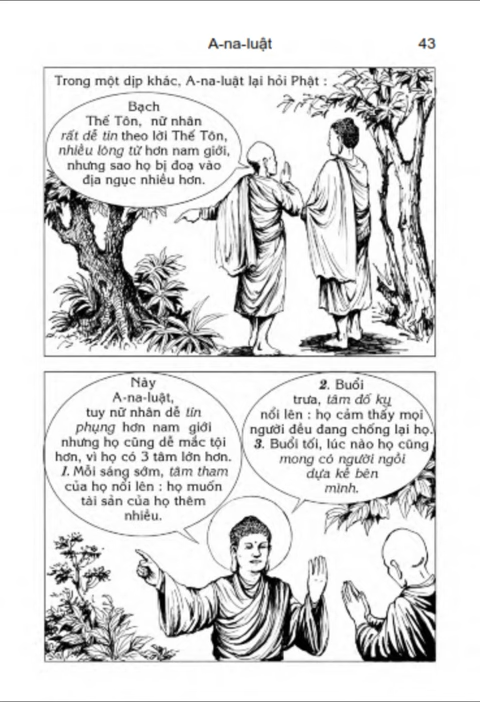 A-na-luật
43
Trong một dịp khác, A-na-luật lại hỏi Phật :
Bạch
Thế Tôn, nữ nhân
rất dễ tin theo lời Thế Tôn,
nhiều lòng từ hơn nam giới,
nhưng sao họ bị đoạ vào
địa ngục nhiều hơn.
Này
A-na-luật,
tuy nữ nhân dễ tin
phụng hơn nam giới
nhưng họ cũng dễ mắc tội
hơn, vì họ có 3 tâm lớn hơn.
1. Mỗi sáng sớm, tâm tham
của họ nổi lên : họ muốn
tài sản của họ thêm
nhiều.
2. Buổi
trưa, tâm đố kỵ
nổi lên : họ cảm thấy mọi
người đều đang chống lại họ.
3. Buổi tối, lúc nào họ cũng
mong có người ngồi
dựa kề bên
mình.